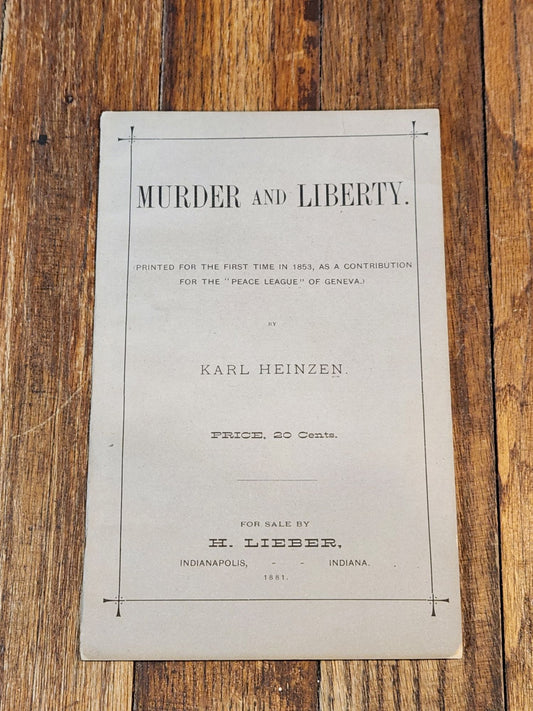 MURDER AND LIBERTY.
(PRINTED FOR THE FIRST TIME IN 1853, AS A CONTRIBUTION
FOR THE "PEACE LEAGUE" OF GENEVA.)
BY
KARL HEINZEN.
PRICE, 20 Cents.
FOR SALE BY
H. LIEBER,
INDIANAPOLIS, - - INDIANA.
1881.